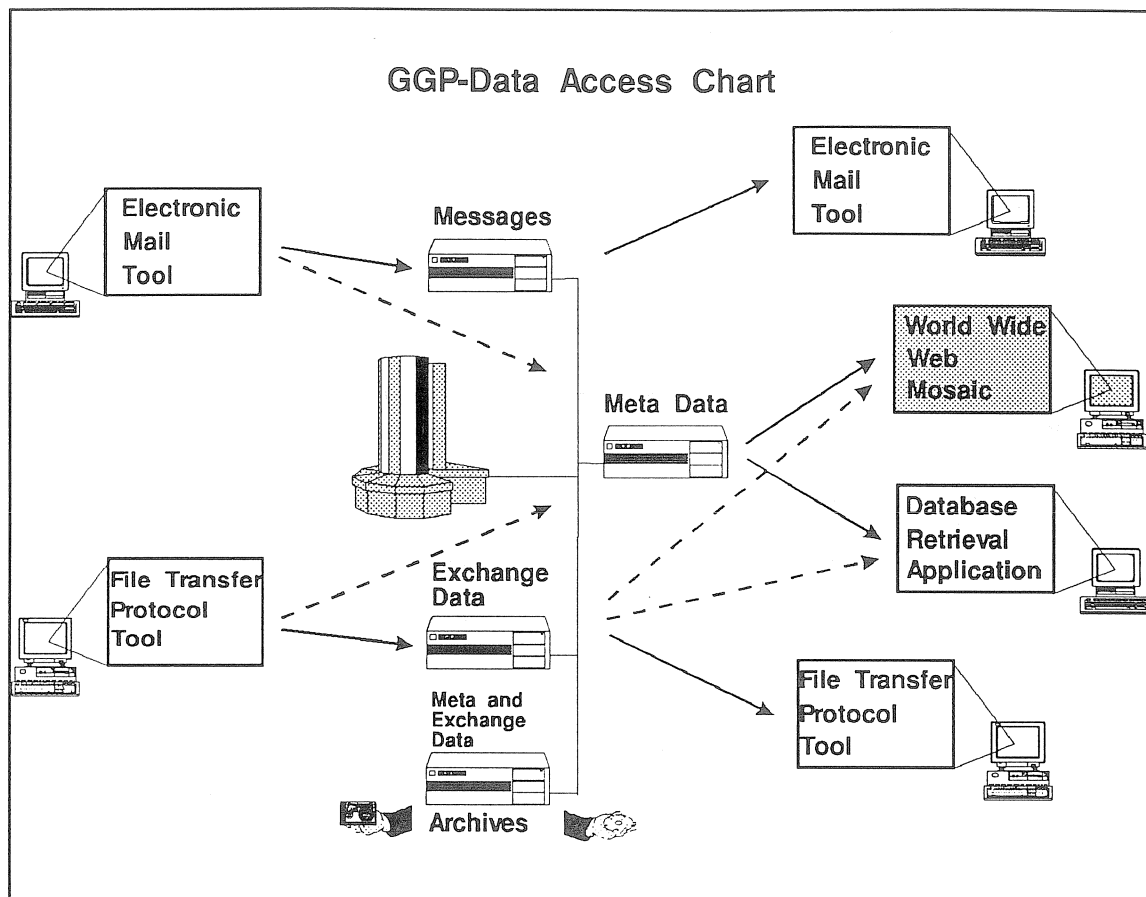 GGP-Data Access Chart
Electronic
Mail
Tool
Messages
Electronic
Mail
Tool
World Wide
Web
Mosaic
Meta Data
Database
Retrieval
Application
File Transfer
Protocol
Tool
Exchange
Data
File Transfer
Protocol
Tool
Meta and
Exchange
Data
Archives